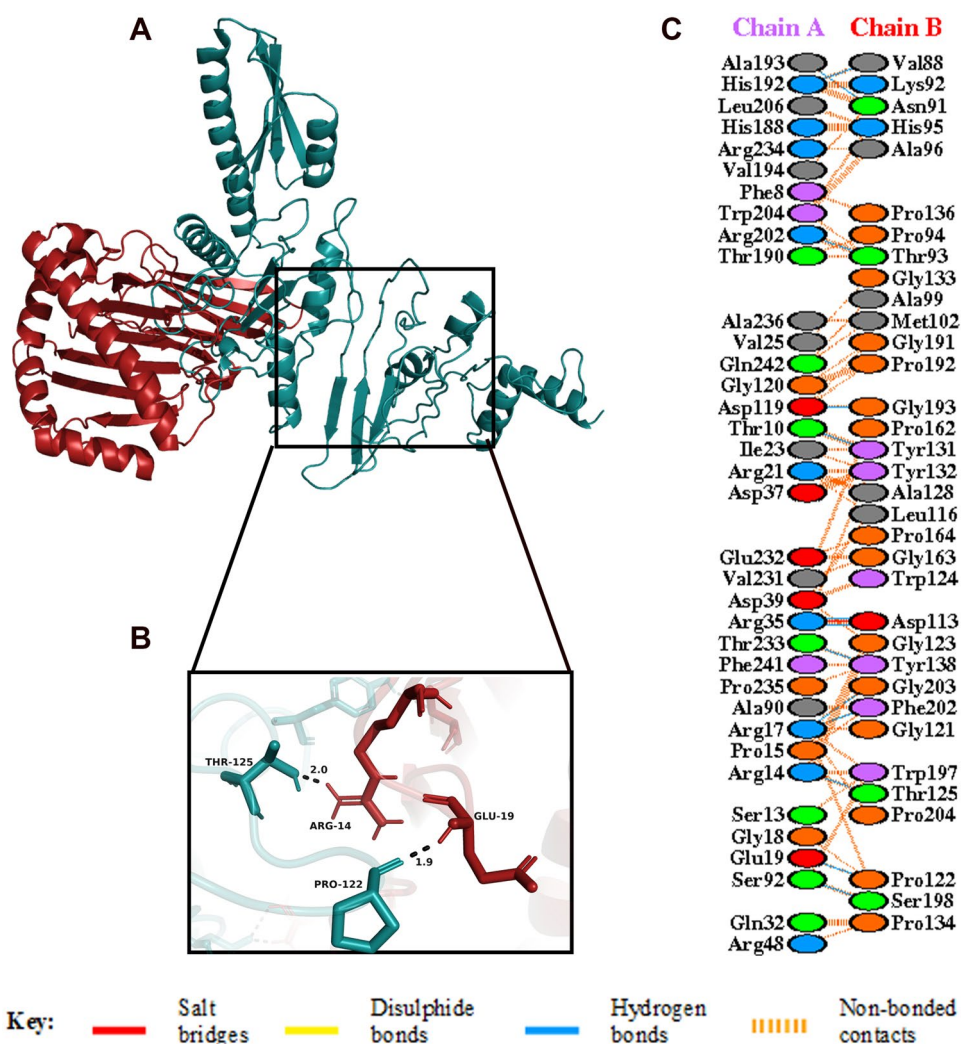 A
B
THR-125
2.0
ARG-14
GLU-19
1.9
PRO-122
C
Chain A Chain B
Ala193 Val88
His192 Lys92
Leu206 Asn91
His188 His95
Arg234 Ala96
Val194
Phe8
Trp204 Pro136
Arg202 Pro94
Thr190 Thr93
Gly133
Ala99
Ala236 Met102
Val25 Gly191
Gln242 Pro192
Gly120
Asp119 Gly193
Thr10 Pro162
Ile23 Tyr131
Arg21 Tyr132
Asp37 Ala128
Leu116
Pro164
Glu232 Gly163
Val231 Trp124
Asp39
Arg35 Asp113
Thr233 Gly123
Phe241 Tyr138
Pro235 Gly203
Ala90 Phe202
Arg17 Gly121
Pro15
Arg14 Trp197
Thr125
Ser13 Pro204
Gly18
Glu19 Pro122
Ser92 Ser198
Gln32 Pro134
Arg48
Key: Salt bridges Disulphide bonds Hydrogen bonds Non-bonded contacts